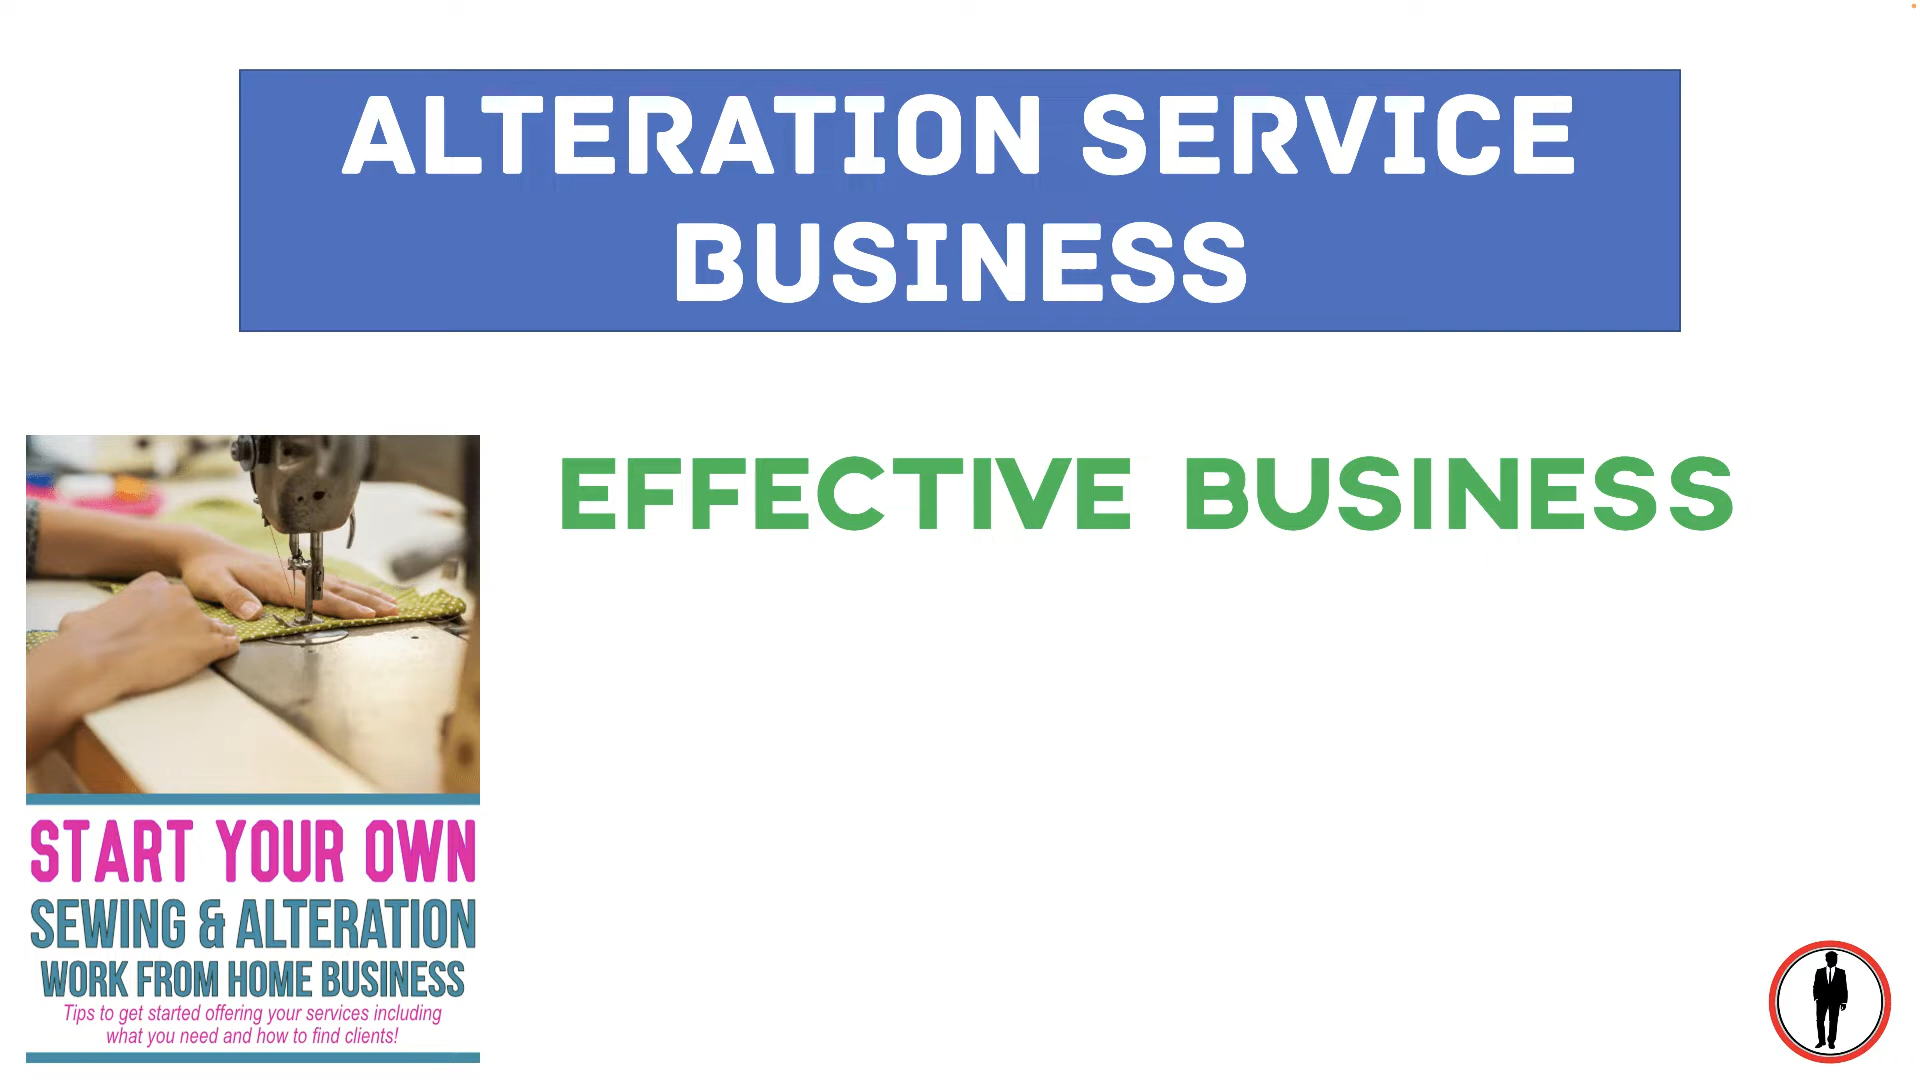 ALTERATION SERVICE
BUSINESS
EFFECTIVE BUSINESS
START YOUR OWN
SEWING & ALTERATION
WORK FROM HOME BUSINESS
Tips to get started offering your services including
what you need and how to find clients!